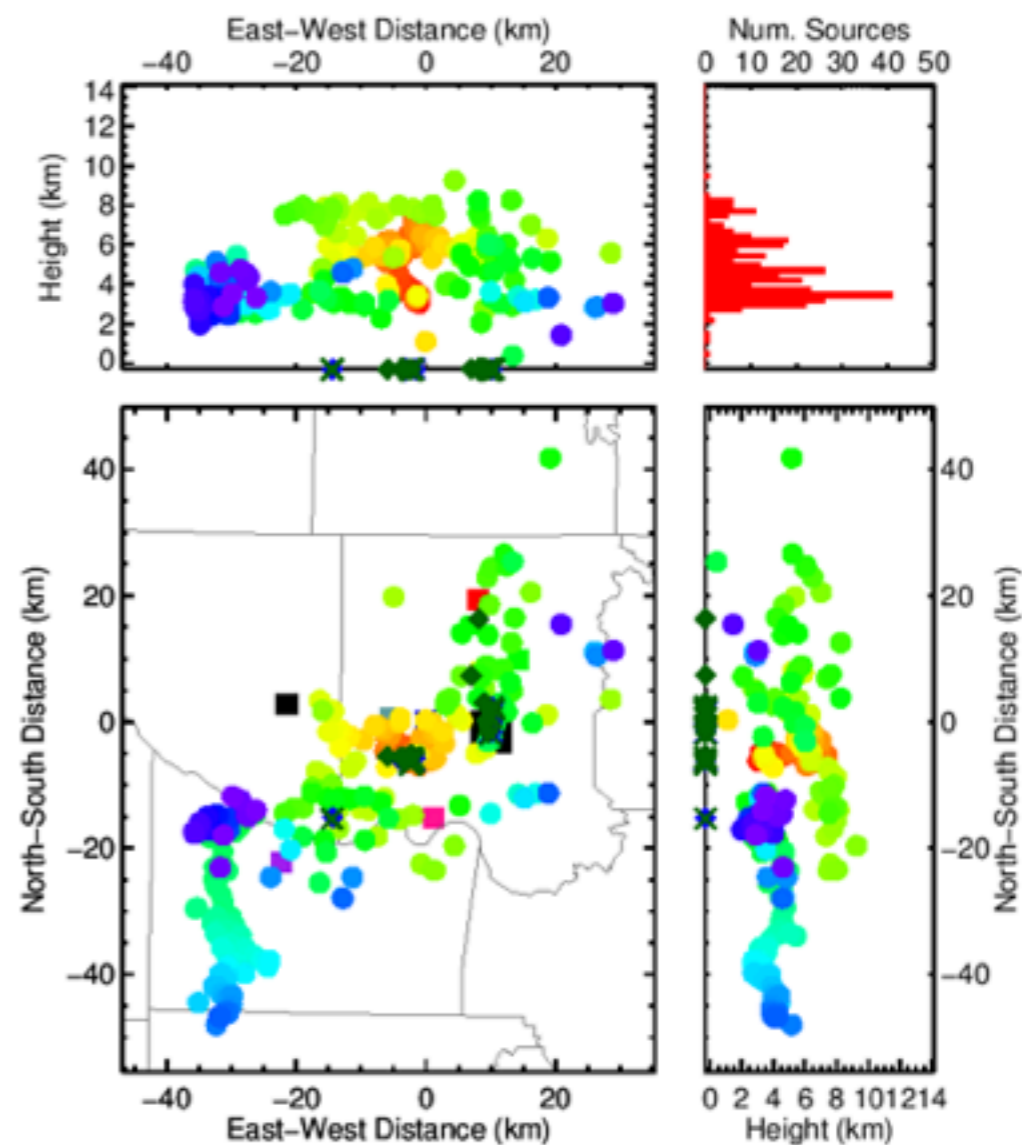 East-West Distance (km)
-40 -20 0 20
Num. Sources
0 10 20 30 40 50
Height (km)
14
12
10
8
6
4
2
0
North-South Distance (km)
40
20
0
-20
-40
-40 -20 0 20
East-West Distance (km)
40
20
0
-20
-40
North-South Distance (km)
0 2 4 6 8 10 12 14
Height (km)